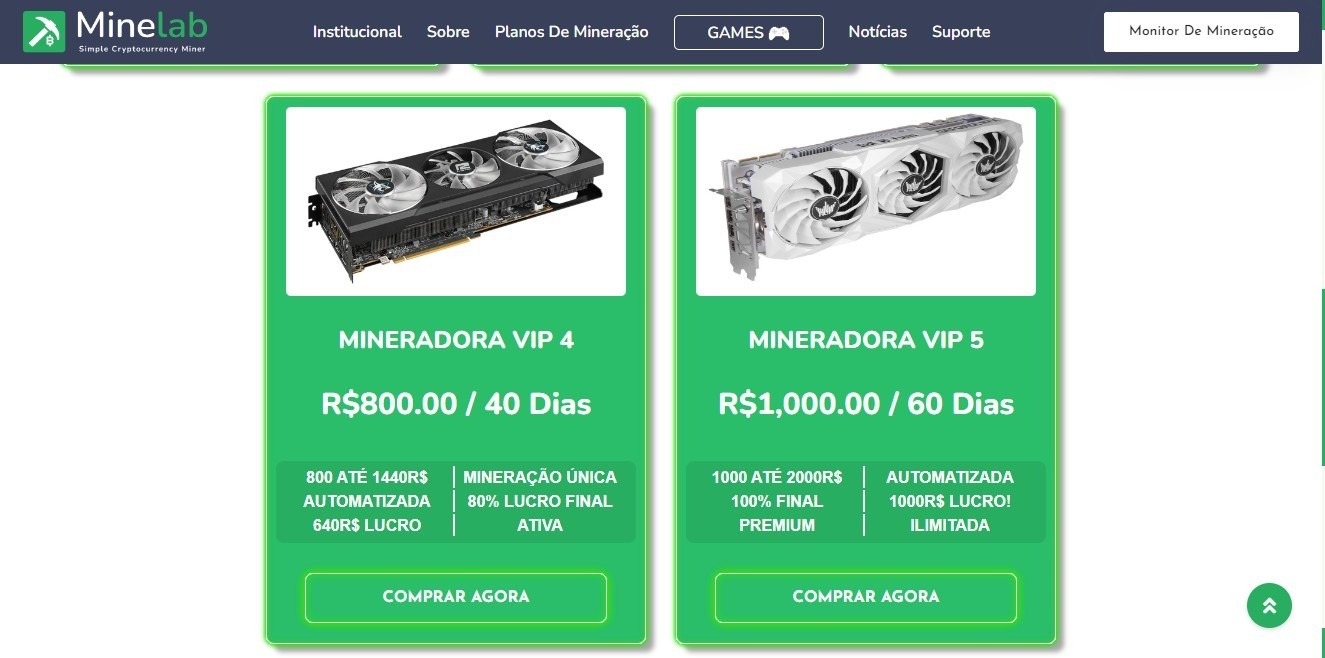 Minelab
Simple Cryptocurrency Miner
Institucional
Sobre
Planos De Mineração
GAMES
Notícias
Suporte
Monitor De Mineração
MINERADORA VIP 4
R$800.00 / 40 Dias
800 ATÉ 1440R$
MINERAÇÃO ÚNICA
AUTOMATIZADA
80% LUCRO FINAL
640R$ LUCRO
ATIVA
COMPRAR AGORA
MINERADORA VIP 5
R$1,000.00 / 60 Dias
1000 ATÉ 2000R$
AUTOMATIZADA
100% FINAL
1000R$ LUCRO!
PREMIUM
ILIMITADA
COMPRAR AGORA